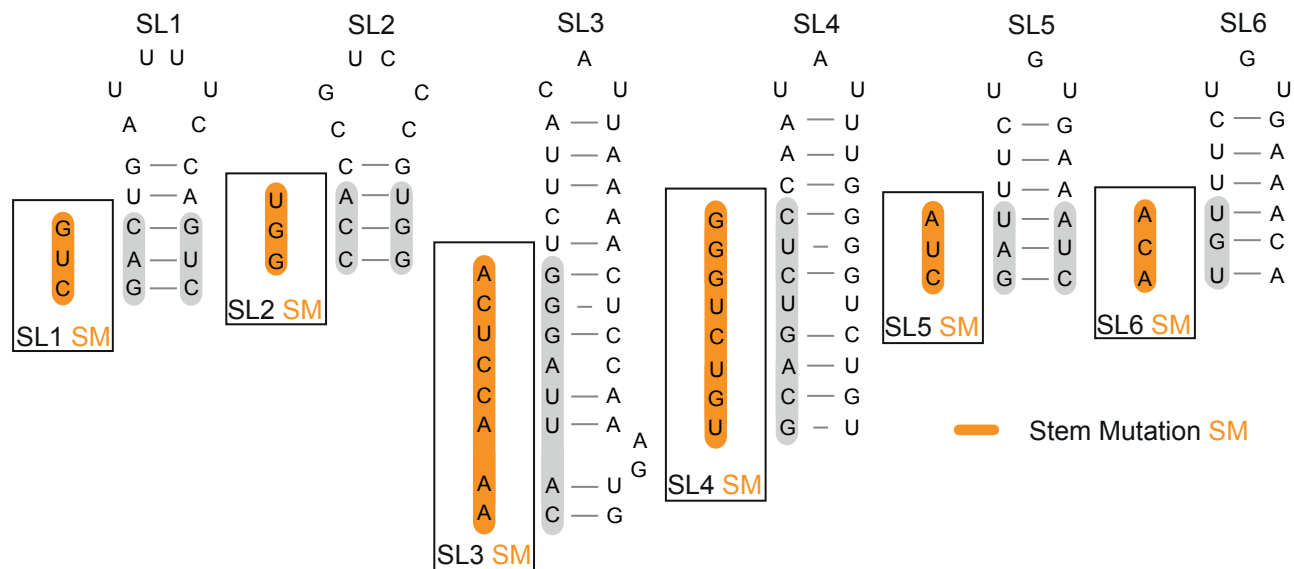 SL1
U U
U U
A C
G C
U A
C G
A U
G C
G
U
C
SL1 SM
SL2
U C
G C
C C
C G
A U
C G
C G
U
G
G
SL2 SM
SL3
A
C U
A U
U A
U A
C A
U A
G C
G U
G C
A C
U A
U A
A
G
A U
C G
A
C
U
C
C
A
A
A
SL3 SM
SL4
A
U U
A U
A U
C G
C G
U G
C G
U U
G C
A U
C G
G U
G
G
G
U
C
U
G
U
SL4 SM
SL5
G
U U
C G
U A
U A
U A
A U
G C
A
U
C
SL5 SM
SL6
G
U U
C G
U A
U A
U A
G C
U A
A
C
A
SL6 SM
Stem Mutation SM